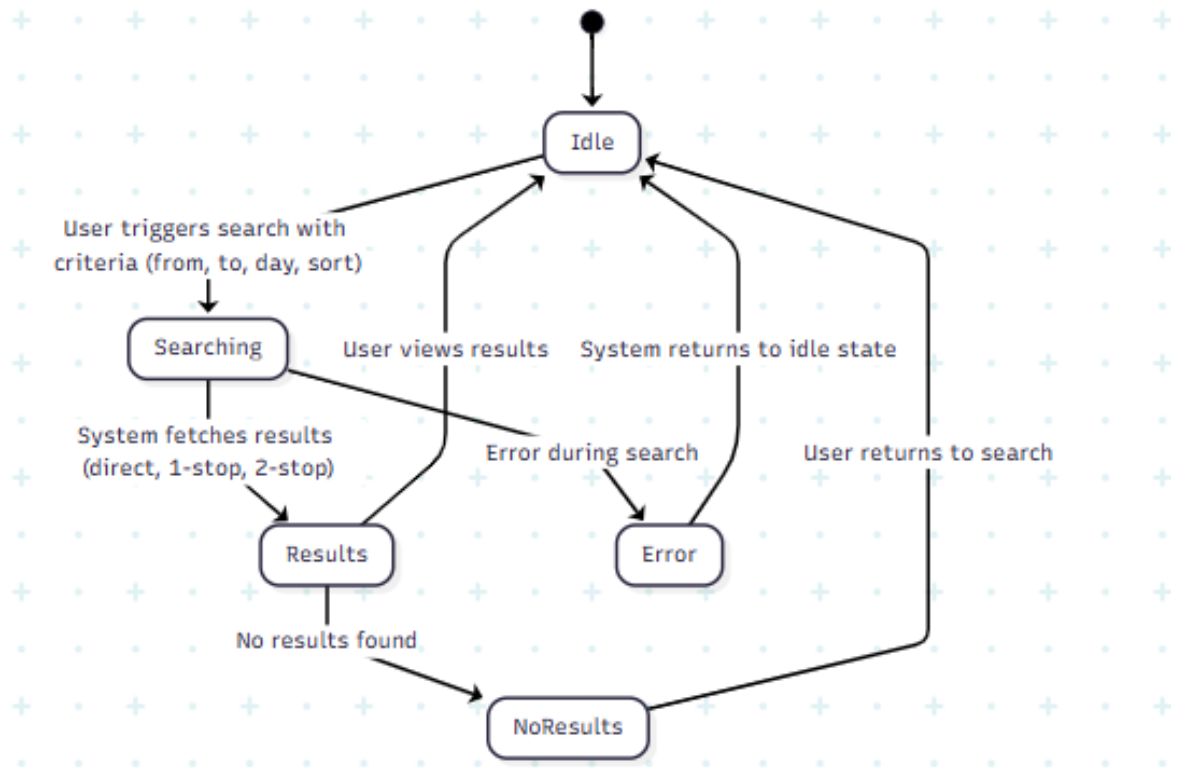 Idle
User triggers search with
criteria (from, to, day, sort)
Searching
User views results
System returns to idle state
System fetches results
(direct, 1-stop, 2-stop)
Error during search
User returns to search
Results
Error
No results found
NoResults